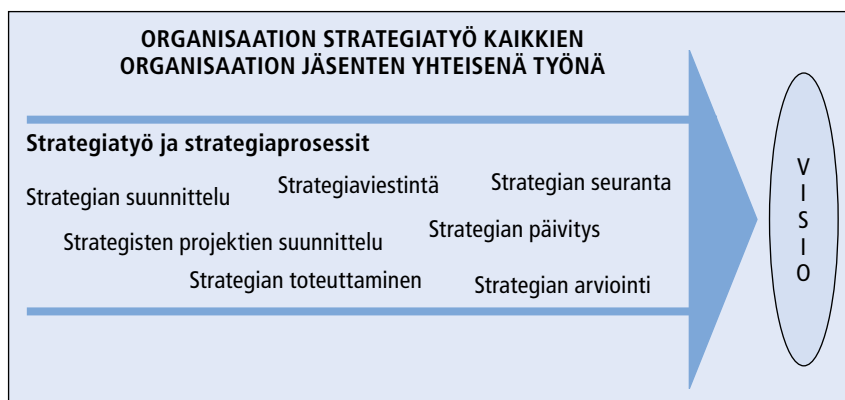 ORGANISAATION STRATEGIATYÖ KAIKKIEN
ORGANISAATION JÄSENTEN YHTEISENÄ TYÖNÄ
Strategiatyö ja strategiaprosessit
Strategian suunnittelu
Strategiaviestintä
Strategian seuranta
Strategisten projektien suunnittelu
Strategian päivitys
Strategian toteuttaminen
Strategian arviointi
V
I
S
I
O